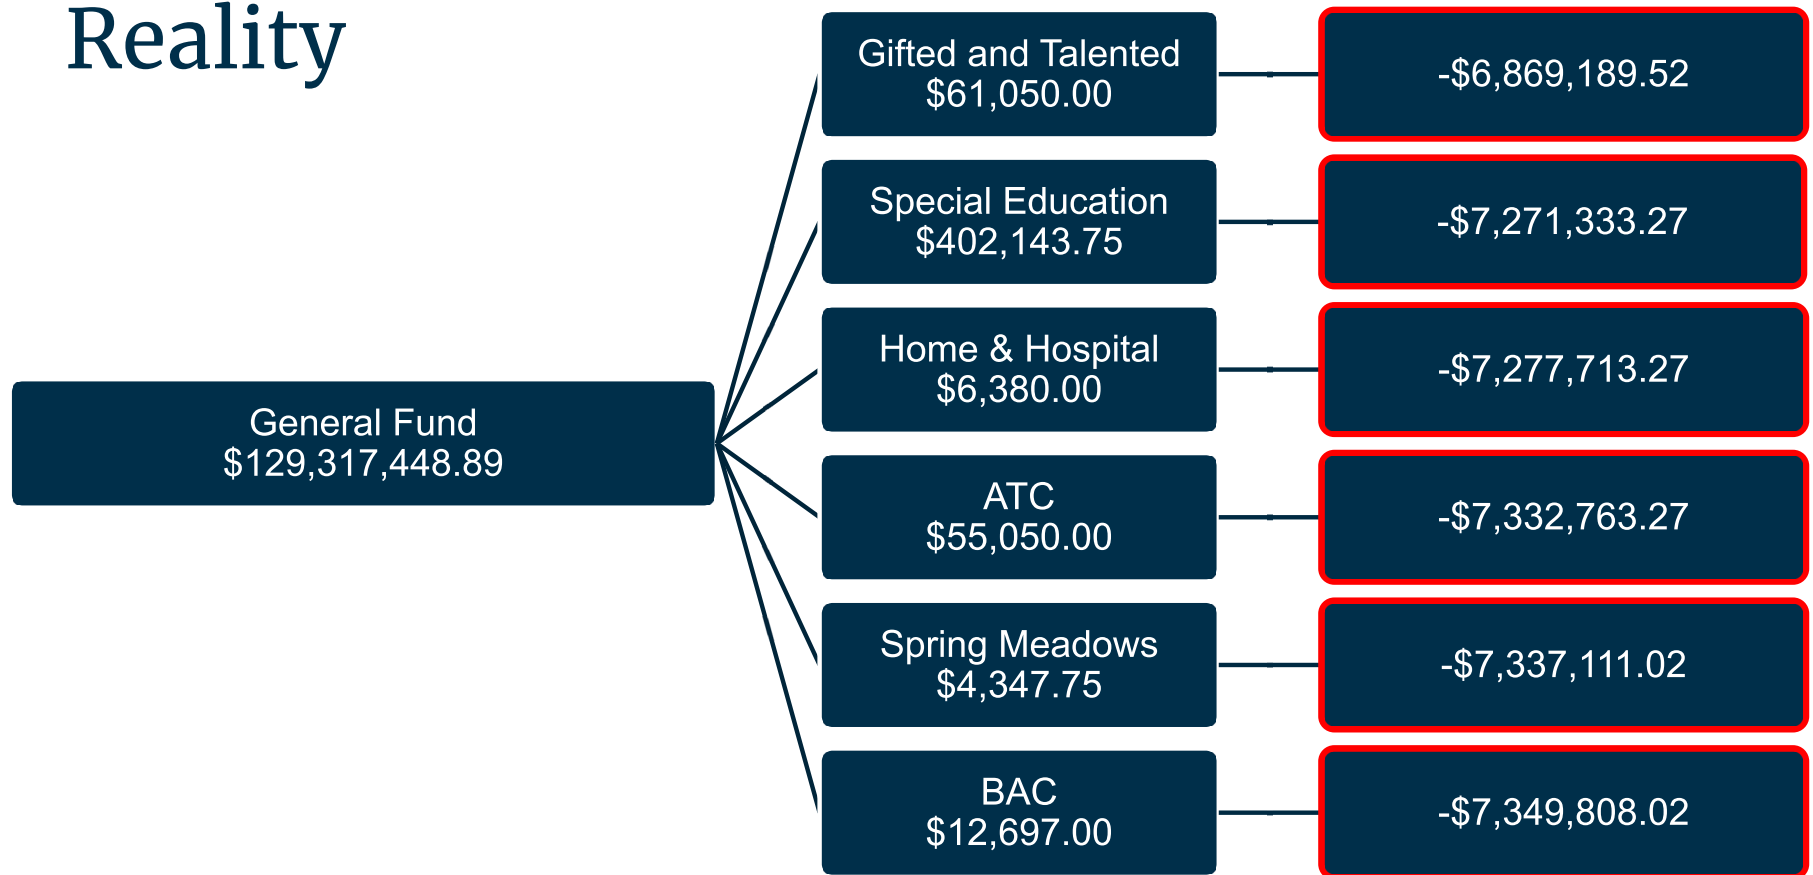 Reality
General Fund
$129,317,448.89
Gifted and Talented
$61,050.00
-$6,869,189.52
Special Education
$402,143.75
-$7,271,333.27
Home & Hospital
$6,380.00
-$7,277,713.27
ATC
$55,050.00
-$7,332,763.27
Spring Meadows
$4,347.75
-$7,337,111.02
BAC
$12,697.00
-$7,349,808.02